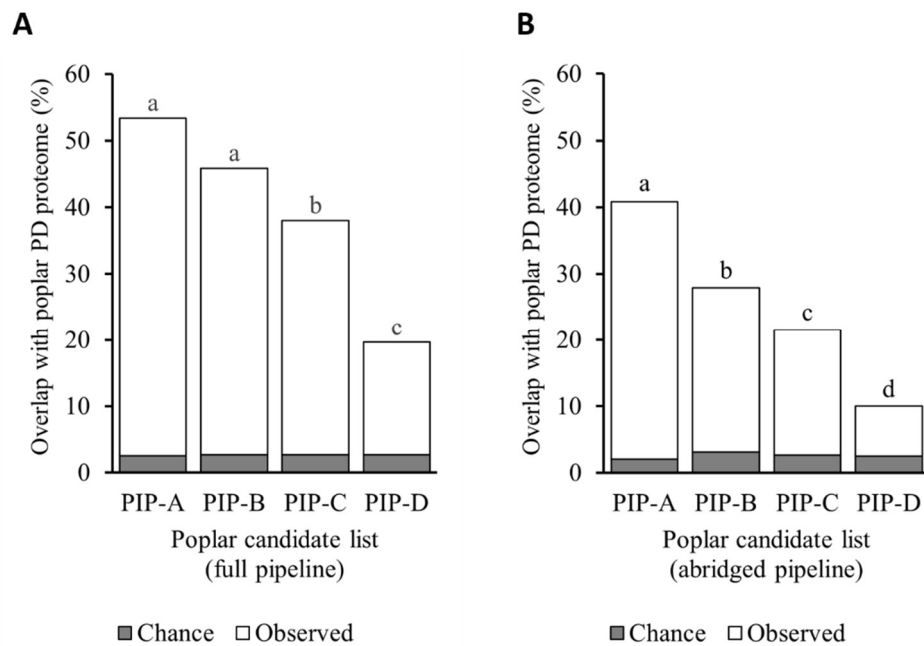 A
Overlap with poplar PD proteome (%)
60
50
40
30
20
10
0
a
a
b
c
PIP-A PIP-B PIP-C PIP-D
Poplar candidate list
(full pipeline)
Chance Observed
B
Overlap with poplar PD proteome (%)
60
50
40
30
20
10
0
a
b
c
d
PIP-A PIP-B PIP-C PIP-D
Poplar candidate list
(abridged pipeline)
Chance Observed